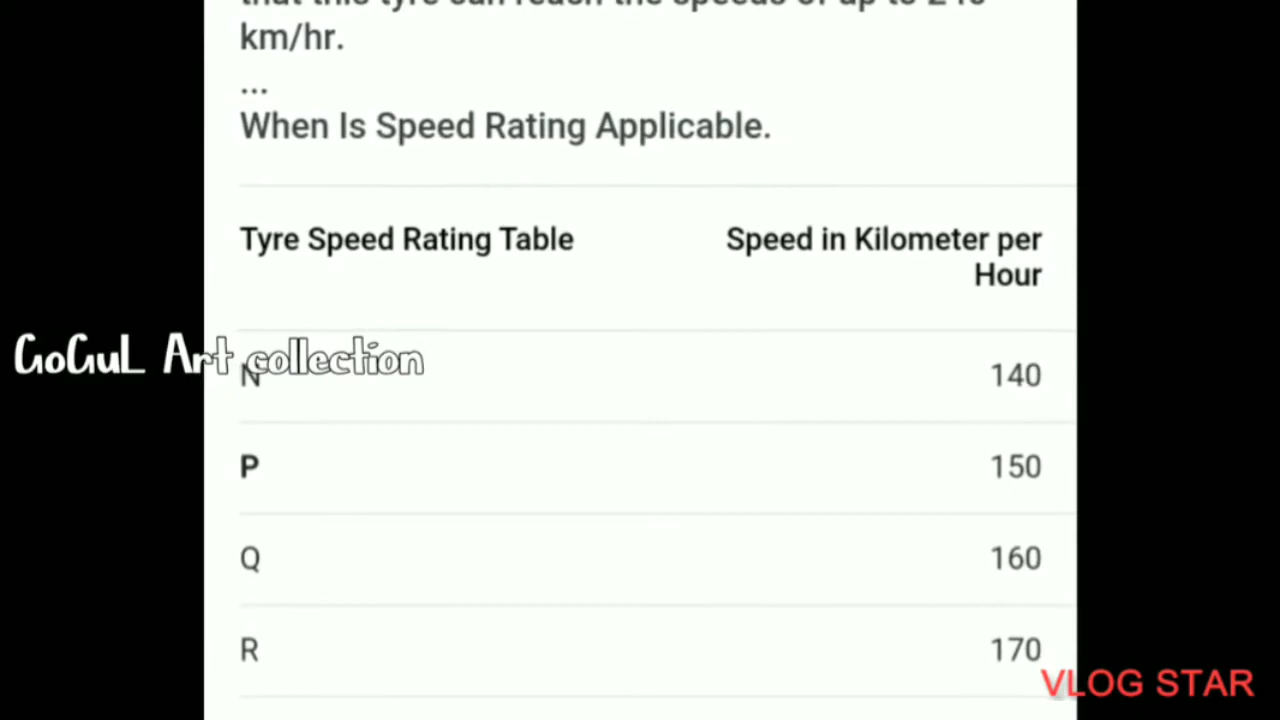 km/hr.
...
When Is Speed Rating Applicable.
Tyre Speed Rating Table
Speed in Kilometer per
Hour
GoGuL Art collection
N 140
P 150
Q 160
R 170
VLOG STAR